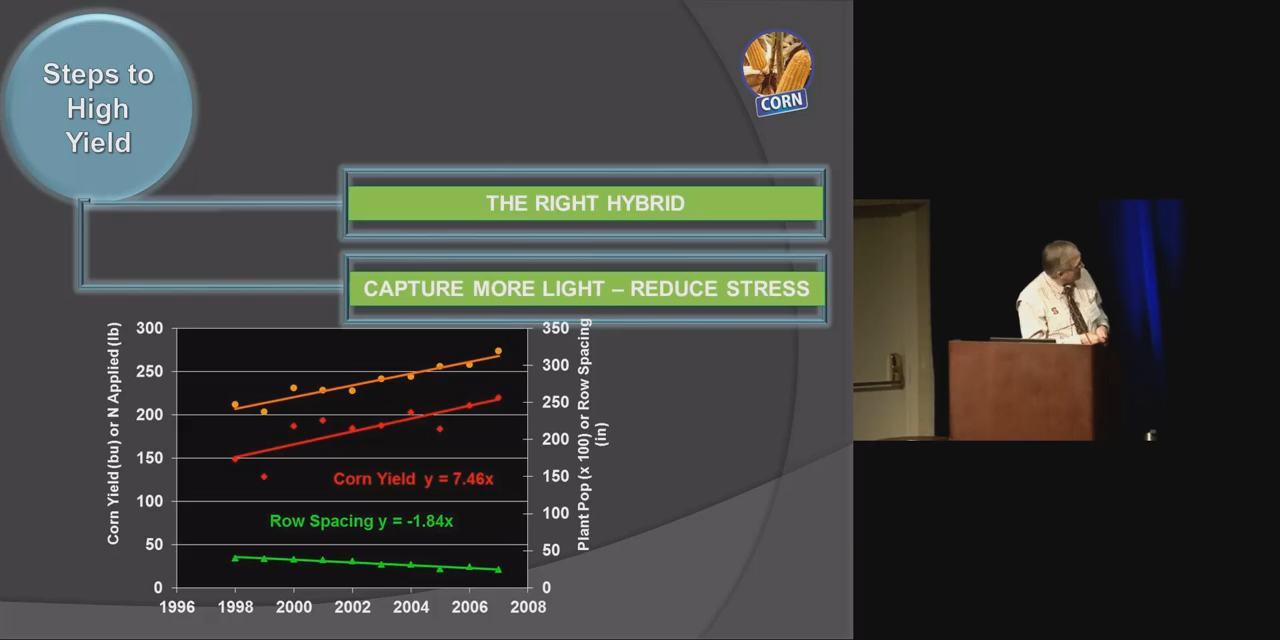 Steps to
High
Yield
CORN
THE RIGHT HYBRID
CAPTURE MORE LIGHT – REDUCE STRESS
Corn Yield (bu) or N Applied (lb)
300
250
200
150
100
50
0
Corn Yield y = 7.46x
Row Spacing y = -1.84x
350
300
250
200
150
100
50
0
Plant Pop (x 100) or Row Spacing
(in)
1996 1998 2000 2002 2004 2006 2008